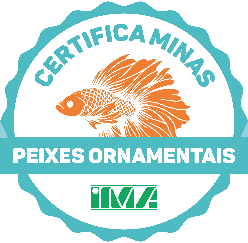 CERTIFICA MINAS
PEIXES ORNAMENTAIS
IMA